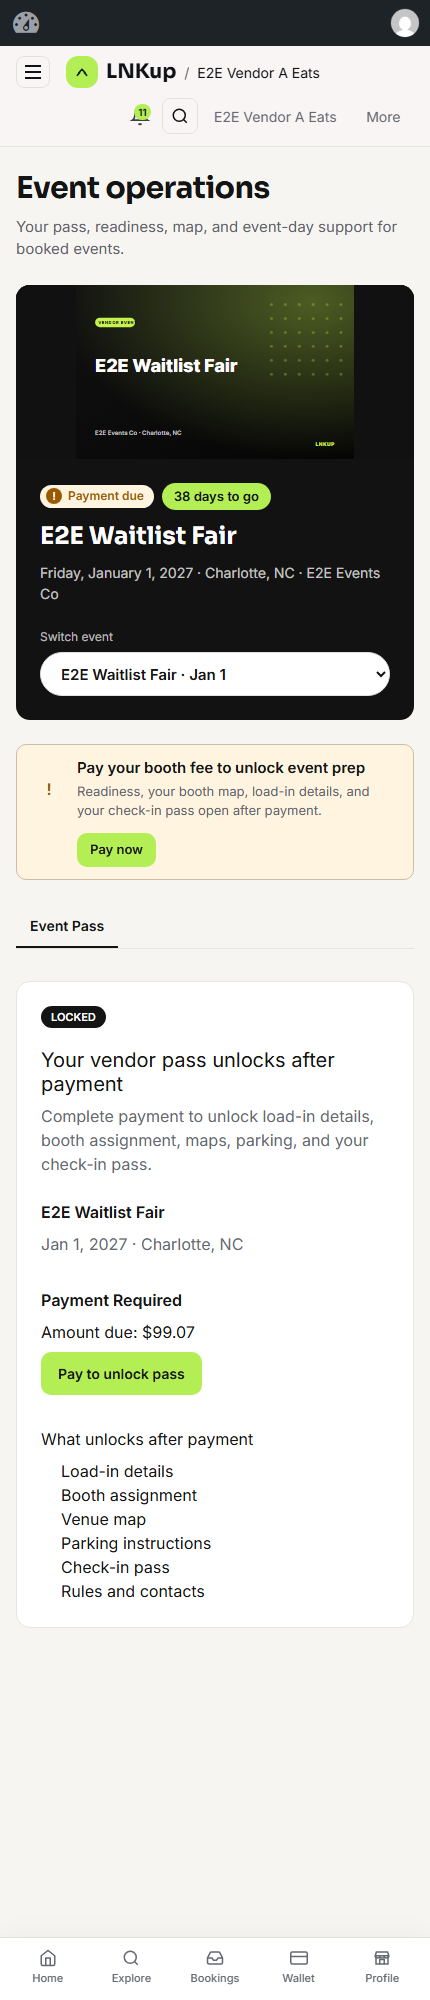 LNKup / E2E Vendor A Eats
11
E2E Vendor A Eats
More
Event operations
Your pass, readiness, map, and event-day support for
booked events.
VENDOR EVEN
E2E Waitlist Fair
E2E Events Co · Charlotte, NC
LNKUP
! Payment due
38 days to go
E2E Waitlist Fair
Friday, January 1, 2027 · Charlotte, NC · E2E Events
Co
Switch event
E2E Waitlist Fair · Jan 1
!
Pay your booth fee to unlock event prep
Readiness, your booth map, load-in details, and
your check-in pass open after payment.
Pay now
Event Pass
LOCKED
Your vendor pass unlocks after
payment
Complete payment to unlock load-in details,
booth assignment, maps, parking, and your
check-in pass.
E2E Waitlist Fair
Jan 1, 2027 · Charlotte, NC
Payment Required
Amount due: $99.07
Pay to unlock pass
What unlocks after payment
Load-in details
Booth assignment
Venue map
Parking instructions
Check-in pass
Rules and contacts
Home
Explore
Bookings
Wallet
Profile